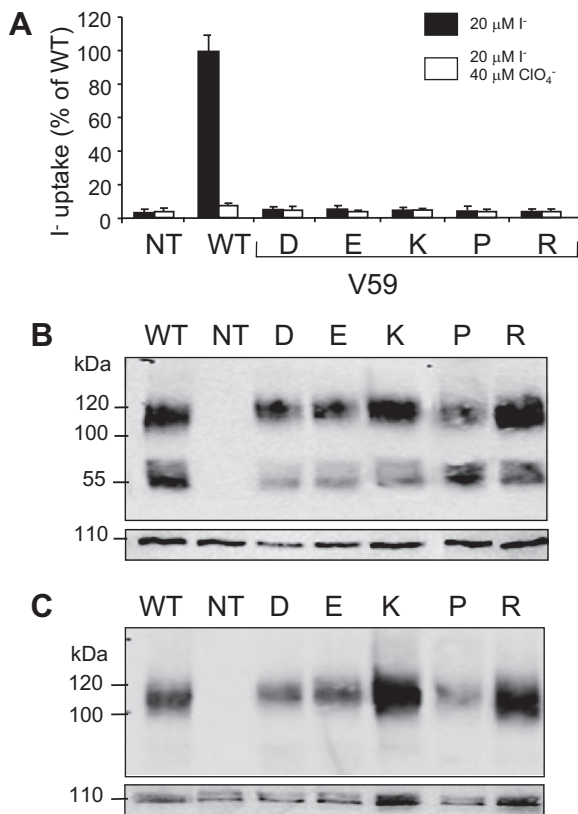 A
I- uptake (% of WT)
120
100
80
60
40
20
0
20 μM I-
20 μM I-
40 μM ClO4-
NT WT D E K P R
V59
B
WT NT D E K P R
kDa
120
100
55
110
C
WT NT D E K P R
kDa
120
100
110